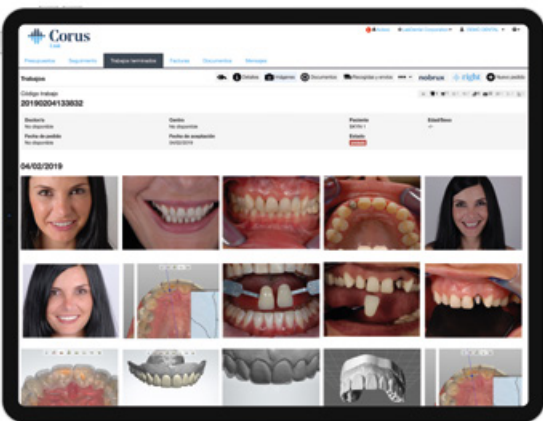 Corus
Link
Presupuestos Seguimiento Trabajos terminados Facturas Documentos Mensajes
Trabajos Detalles Imágenes Documentos Recogidas y envíos nobrux right Nuevo pedido
Código trabajo
20190204133832
Doctor/a Centro Paciente Edad/Sexo
No disponible No disponible
Fecha de pedido Fecha de aceptación Estado
No disponible 04/02/2019
04/02/2019